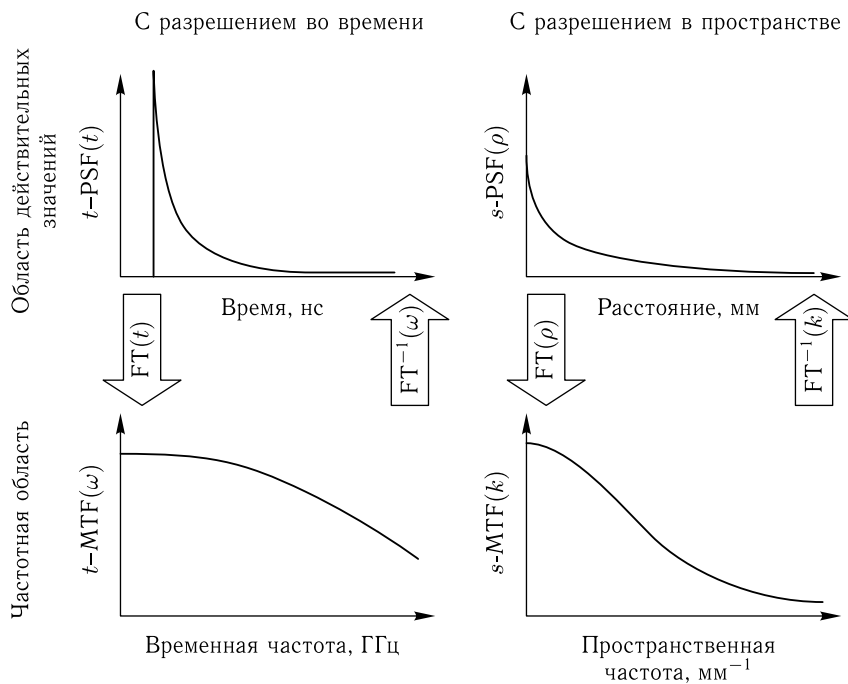 С разрешением во времени
С разрешением в пространстве
Область действительных
значений
t–PSF(t)
s-PSF(ρ)
Время, нс
Расстояние, мм
FT(t)
FT⁻¹(ω)
FT(ρ)
FT⁻¹(k)
Частотная область
t–MTF(ω)
s-MTF(k)
Временная частота, ГГц
Пространственная
частота, мм⁻¹